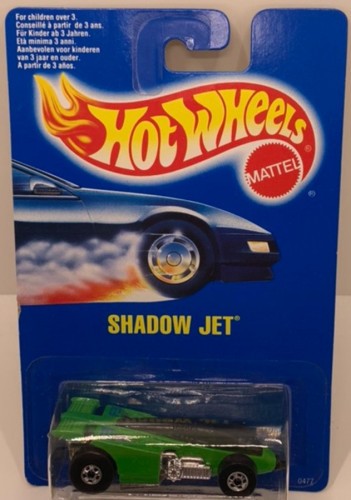 For children over 3.
Conseillé à partir de 3 ans.
Für Kinder ab 3 Jahren.
Età minima 3 anni.
Aanbevolen voor kinderen
van 3 jaar en ouder.
A partir de 3 años.
HOT WHEELS®
MATTEL
®
SHADOW JET®
0477